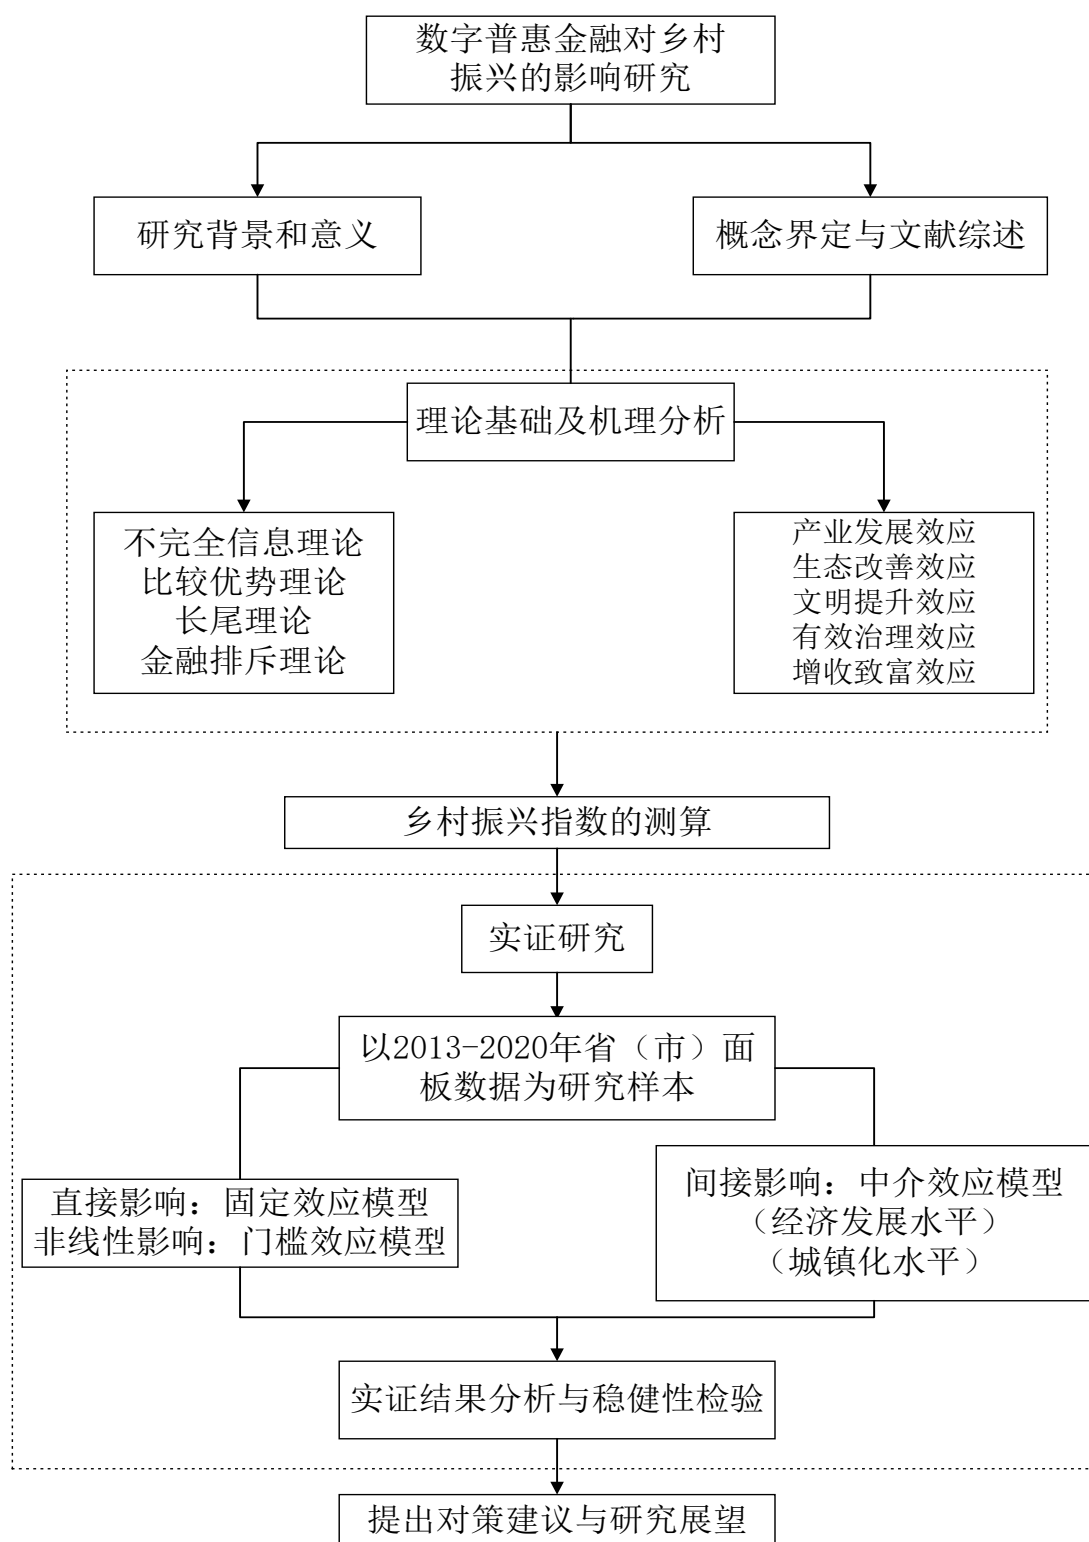 数字普惠金融对乡村
振兴的影响研究
研究背景和意义
概念界定与文献综述
理论基础及机理分析
不完全信息理论
比较优势理论
长尾理论
金融排斥理论
产业发展效应
生态改善效应
文明提升效应
有效治理效应
增收致富效应
乡村振兴指数的测算
实证研究
以2013-2020年省（市）面
板数据为研究样本
直接影响：固定效应模型
非线性影响：门槛效应模型
间接影响：中介效应模型
（经济发展水平）
（城镇化水平）
实证结果分析与稳健性检验
提出对策建议与研究展望